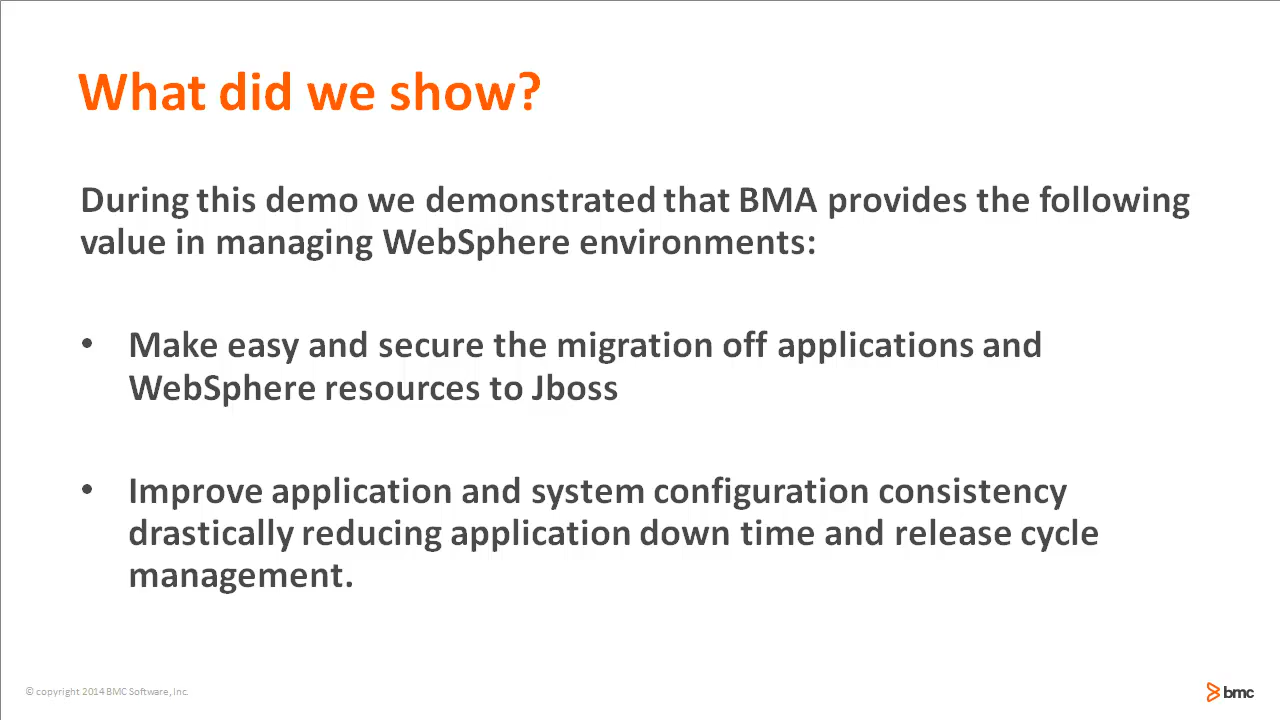 What did we show?
During this demo we demonstrated that BMA provides the following
value in managing WebSphere environments:
• Make easy and secure the migration off applications and
WebSphere resources to Jboss
• Improve application and system configuration consistency
drastically reducing application down time and release cycle
management.
© copyright 2014 BMC Software, Inc.
bmc